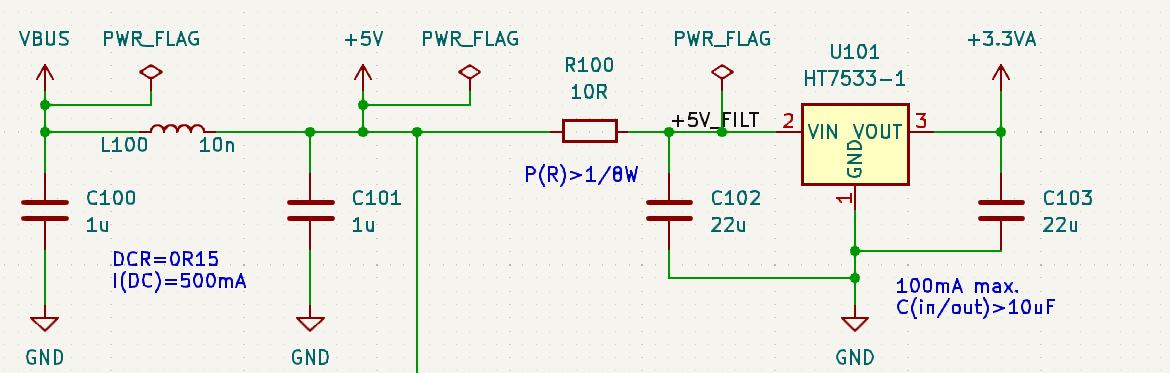 VBUS
PWR_FLAG
+5V
PWR_FLAG
PWR_FLAG
+3.3VA
R100
10R
U101
HT7533-1
+5V_FILT
2
VIN
VOUT
3
GND
1
L100
10n
P(R)>1/8W
C100
1u
C101
1u
C102
22u
C103
22u
DCR=0R15
I(DC)=500mA
100mA max.
C(in/out)>10uF
GND
GND
GND